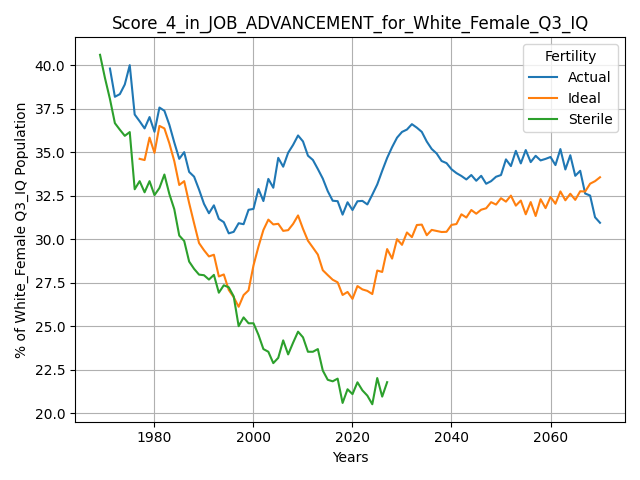 Score_4_in_JOB_ADVANCEMENT_for_White_Female_Q3_IQ
Fertility
Actual
Ideal
Sterile
% of White_Female Q3_IQ Population
40.0
37.5
35.0
32.5
30.0
27.5
25.0
22.5
20.0
1980
2000
2020
2040
2060
Years